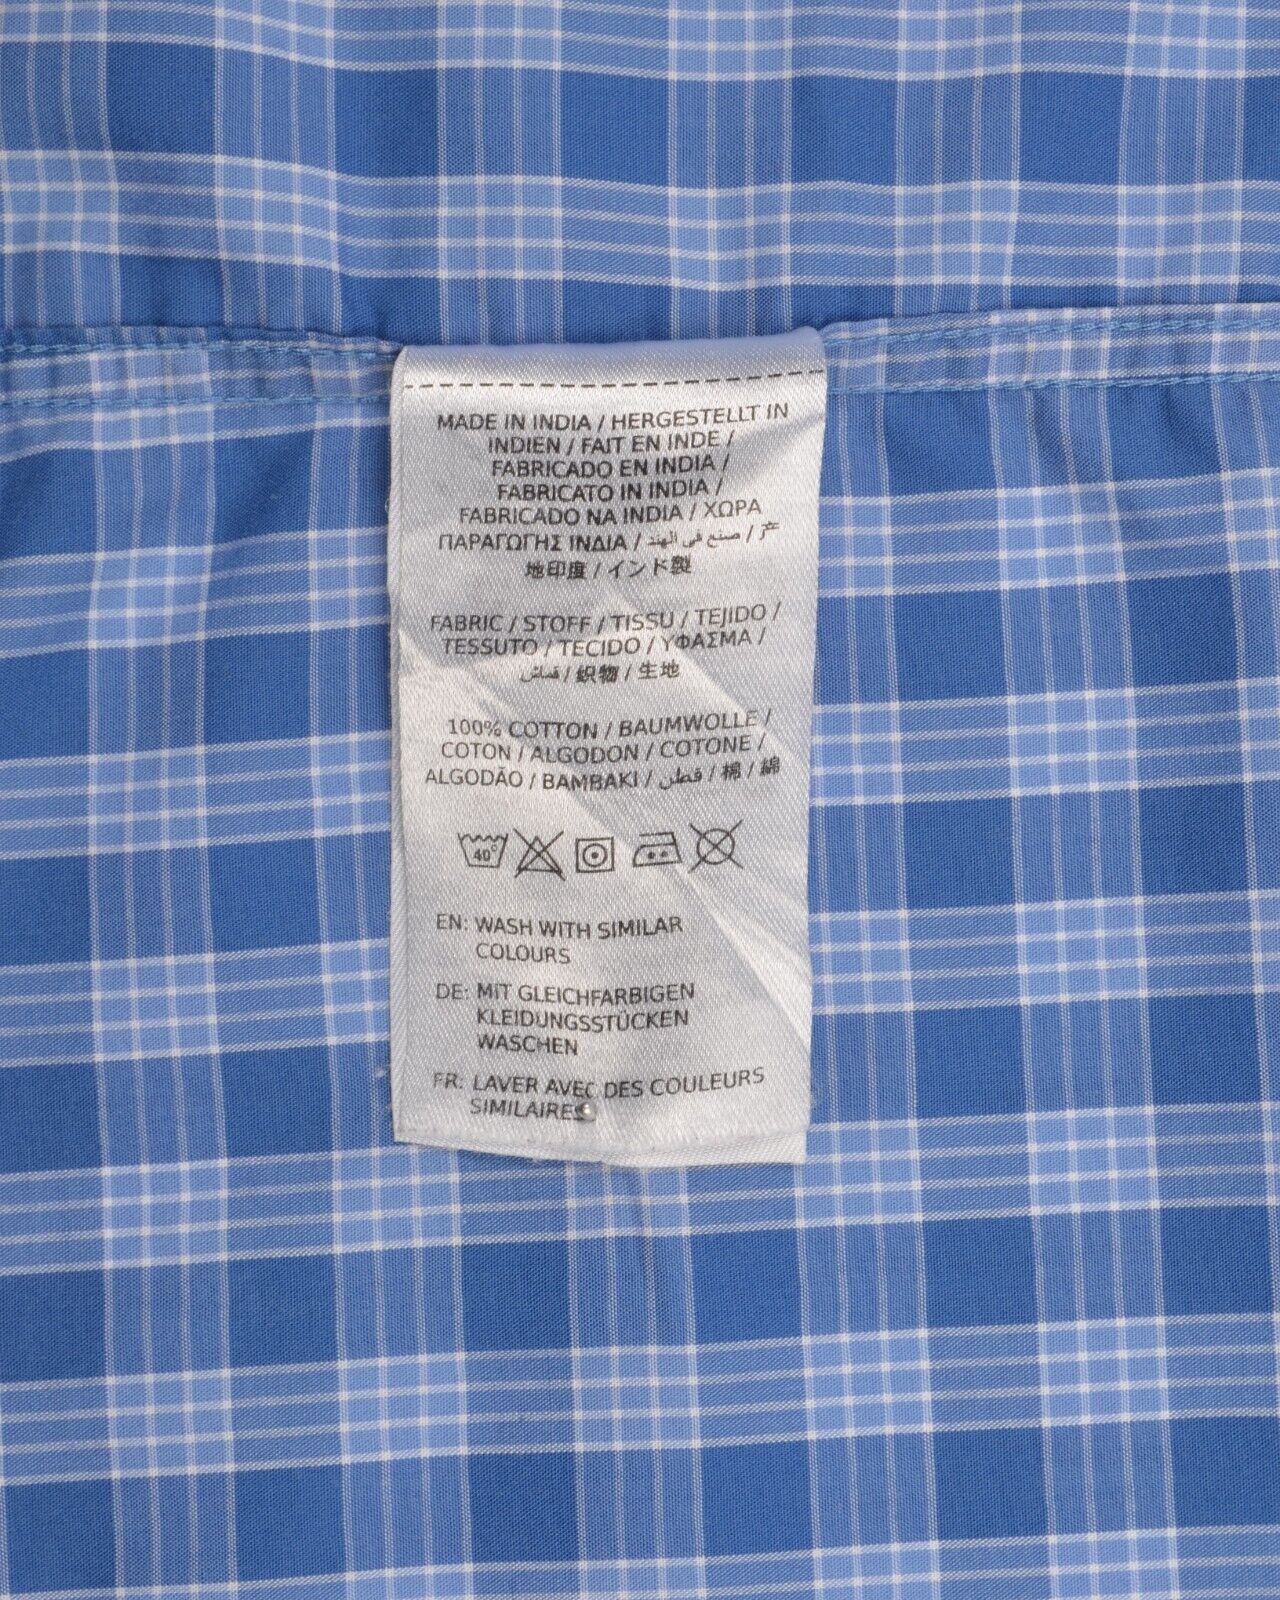 MADE IN INDIA / HERGESTELLT IN
INDIEN / FAIT EN INDE /
FABRICADO EN INDIA /
FABRICATO IN INDIA /
FABRICADO NA INDIA / ΧΩΡΑ
ΠΑΡΑΓΩΓΗΣ ΙΝΔΙΑ / صنع في الهند / 产
地印度 / インド製
FABRIC / STOFF / TISSU / TEJIDO /
TESSUTO / TECIDO / ΥΦΑΣΜΑ /
قماش / 织物 / 生地
100% COTTON / BAUMWOLLE /
COTON / ALGODON / COTONE /
ALGODÃO / BAMBAKI / قطن / 棉 / 綿
40°
EN: WASH WITH SIMILAR
COLOURS
DE: MIT GLEICHFARBIGEN
KLEIDUNGSSTÜCKEN
WASCHEN
FR: LAVER AVEC DES COULEURS
SIMILAIRES